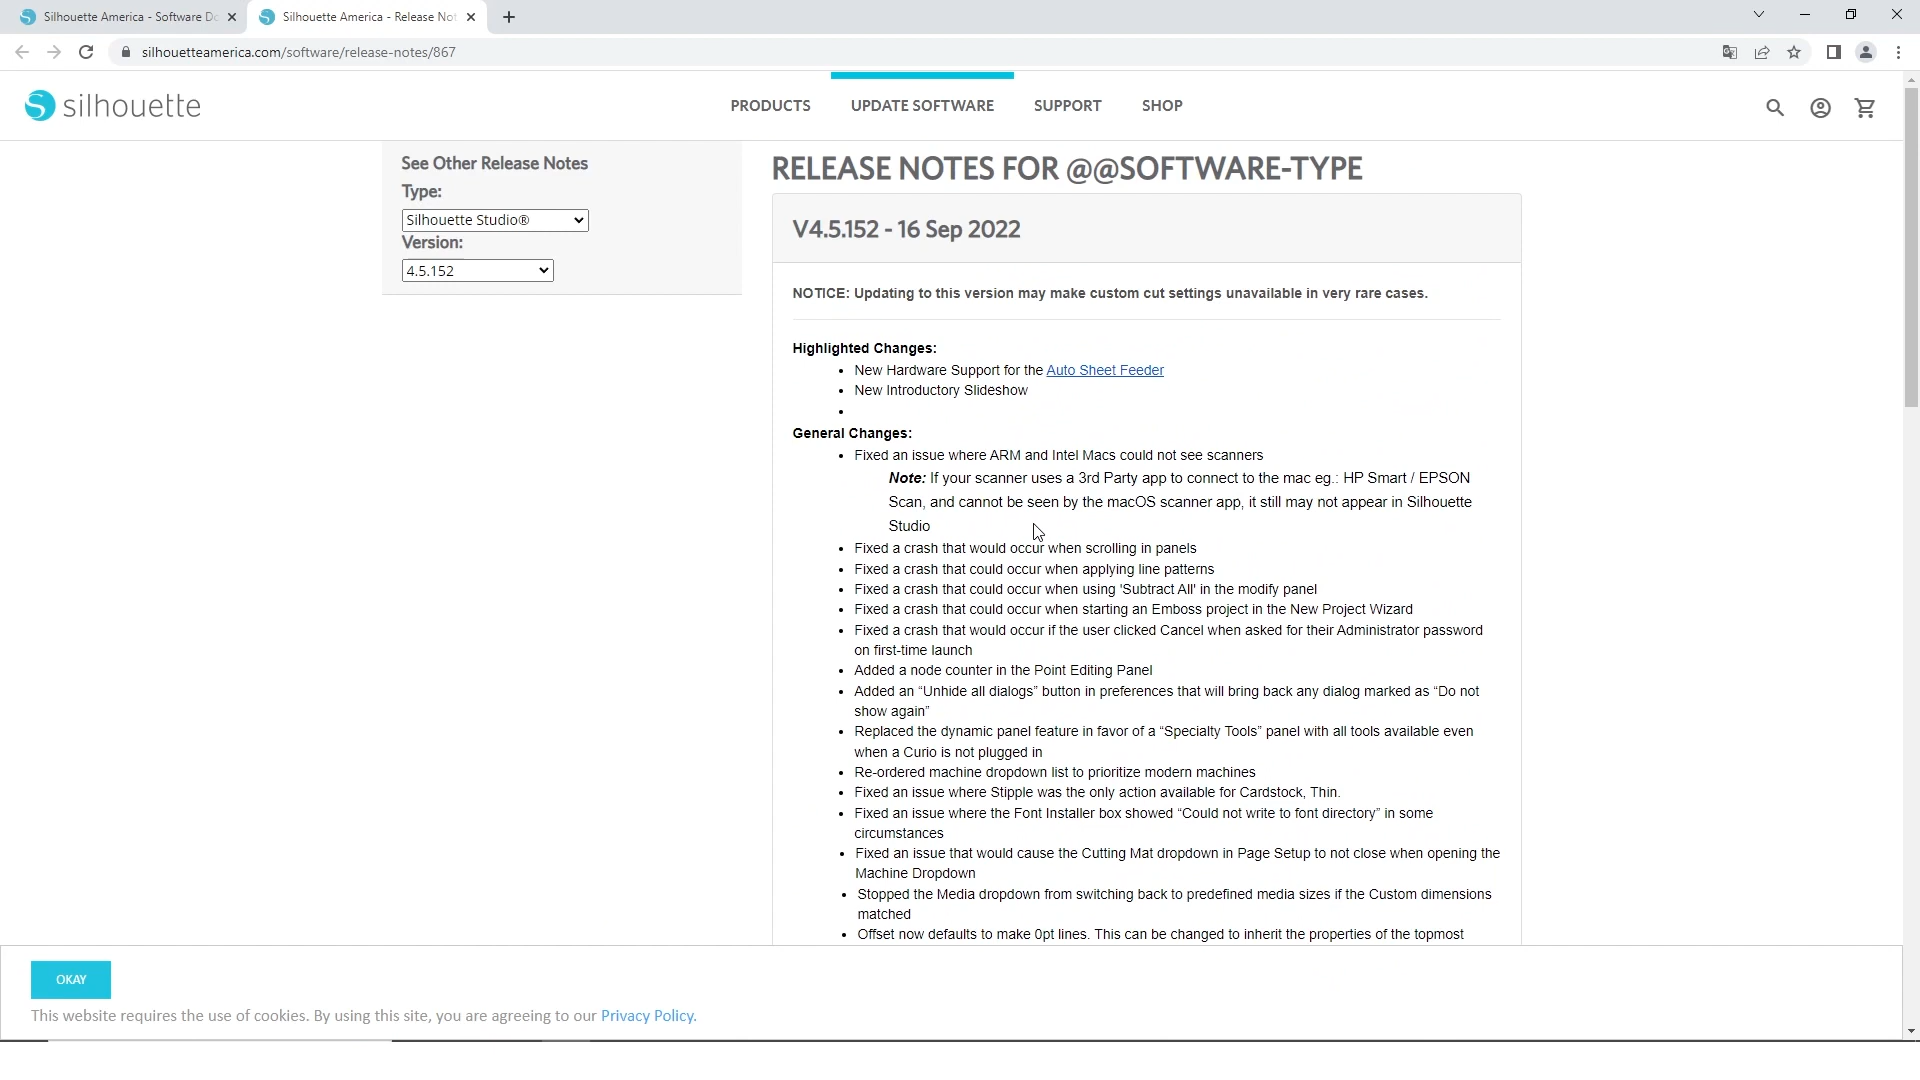 Silhouette America - Software Do
Silhouette America - Release Not
silhouetteamerica.com/software/release-notes/867
silhouette
PRODUCTS
UPDATE SOFTWARE
SUPPORT
SHOP
See Other Release Notes
Type:
Silhouette Studio®
Version:
4.5.152
RELEASE NOTES FOR @@SOFTWARE-TYPE
V4.5.152 - 16 Sep 2022
NOTICE: Updating to this version may make custom cut settings unavailable in very rare cases.
Highlighted Changes:
• New Hardware Support for the Auto Sheet Feeder
• New Introductory Slideshow
•
General Changes:
• Fixed an issue where ARM and Intel Macs could not see scanners
Note: If your scanner uses a 3rd Party app to connect to the mac eg.: HP Smart / EPSON
Scan, and cannot be seen by the macOS scanner app, it still may not appear in Silhouette
Studio
• Fixed a crash that would occur when scrolling in panels
• Fixed a crash that could occur when applying line patterns
• Fixed a crash that could occur when using 'Subtract All' in the modify panel
• Fixed a crash that could occur when starting an Emboss project in the New Project Wizard
• Fixed a crash that would occur if the user clicked Cancel when asked for their Administrator password
on first-time launch
• Added a node counter in the Point Editing Panel
• Added an “Unhide all dialogs” button in preferences that will bring back any dialog marked as “Do not
show again”
• Replaced the dynamic panel feature in favor of a “Specialty Tools” panel with all tools available even
when a Curio is not plugged in
• Re-ordered machine dropdown list to prioritize modern machines
• Fixed an issue where Stipple was the only action available for Cardstock, Thin.
• Fixed an issue where the Font Installer box showed “Could not write to font directory” in some
circumstances
• Fixed an issue that would cause the Cutting Mat dropdown in Page Setup to not close when opening the
Machine Dropdown
• Stopped the Media dropdown from switching back to predefined media sizes if the Custom dimensions
matched
• Offset now defaults to make 0pt lines. This can be changed to inherit the properties of the topmost
OKAY
This website requires the use of cookies. By using this site, you are agreeing to our Privacy Policy.